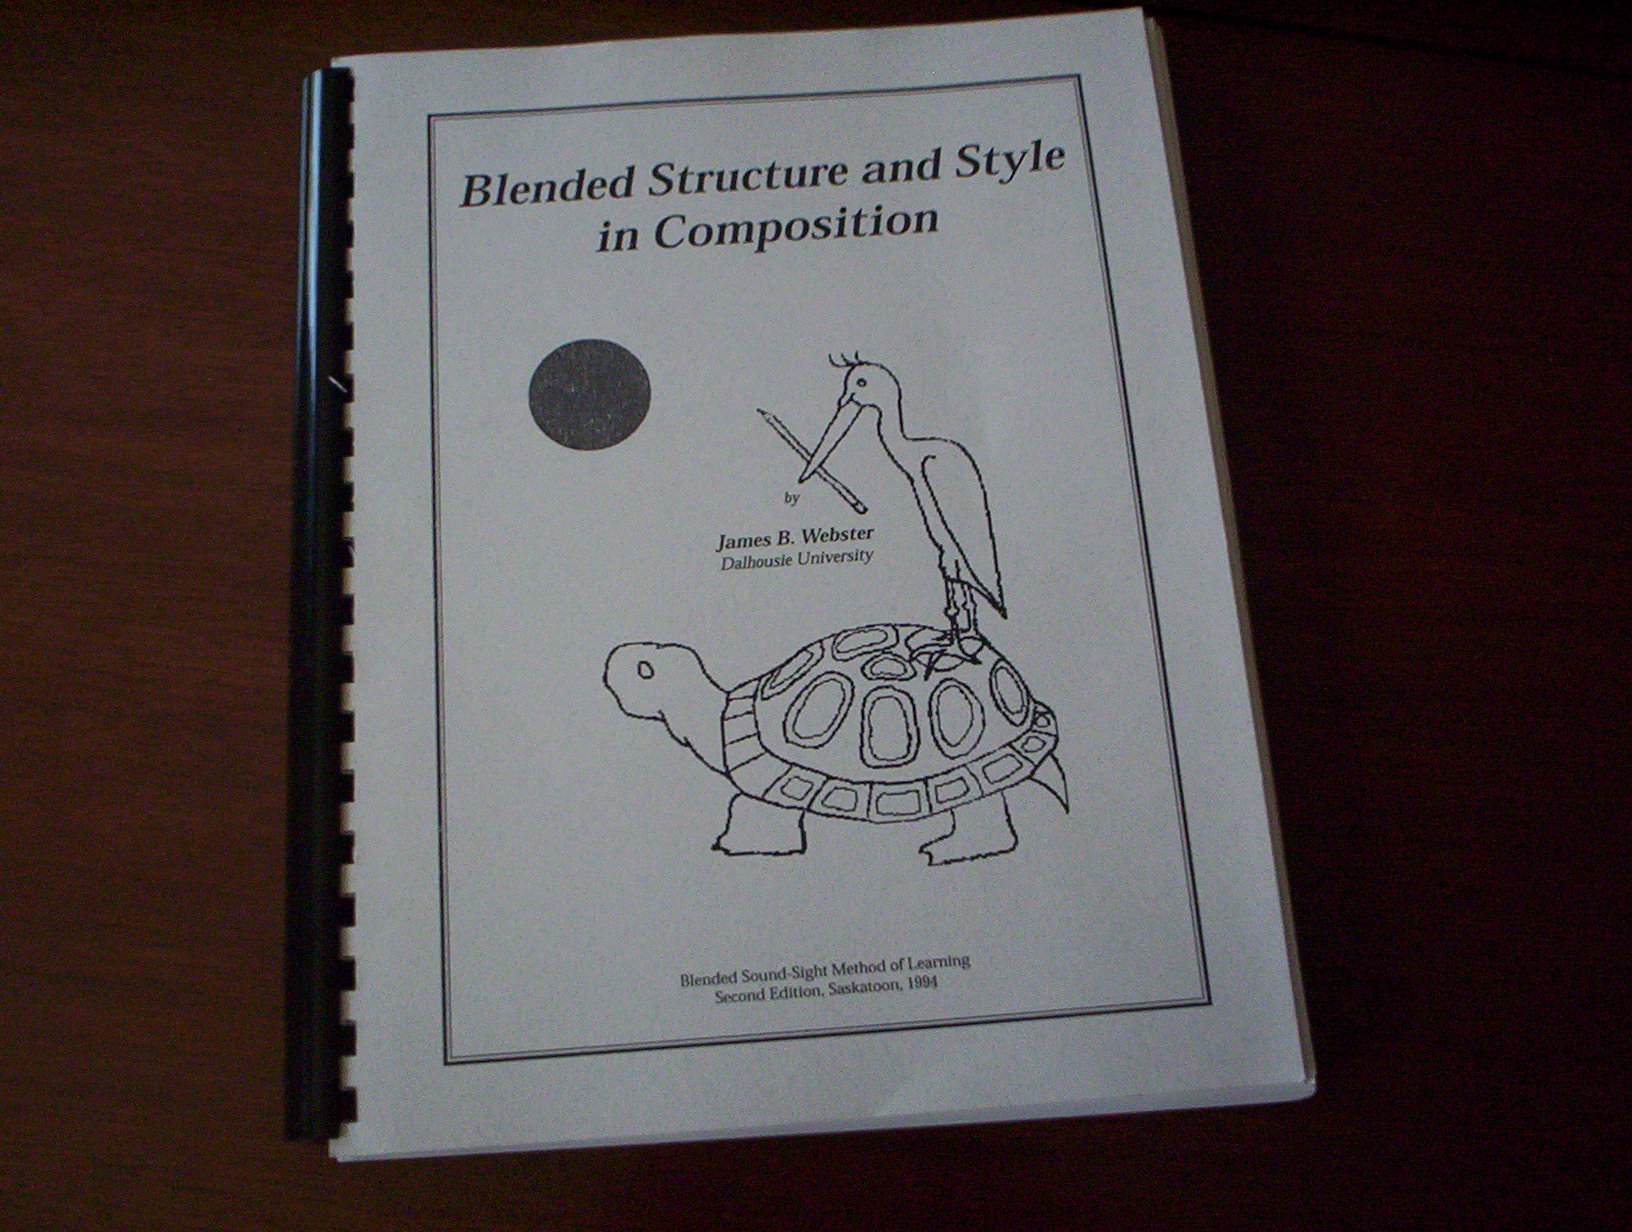 Blended Structure and Style
in Composition
by
James B. Webster
Dalhousie University
Blended Sound-Sight Method of Learning
Second Edition, Saskatoon, 1994